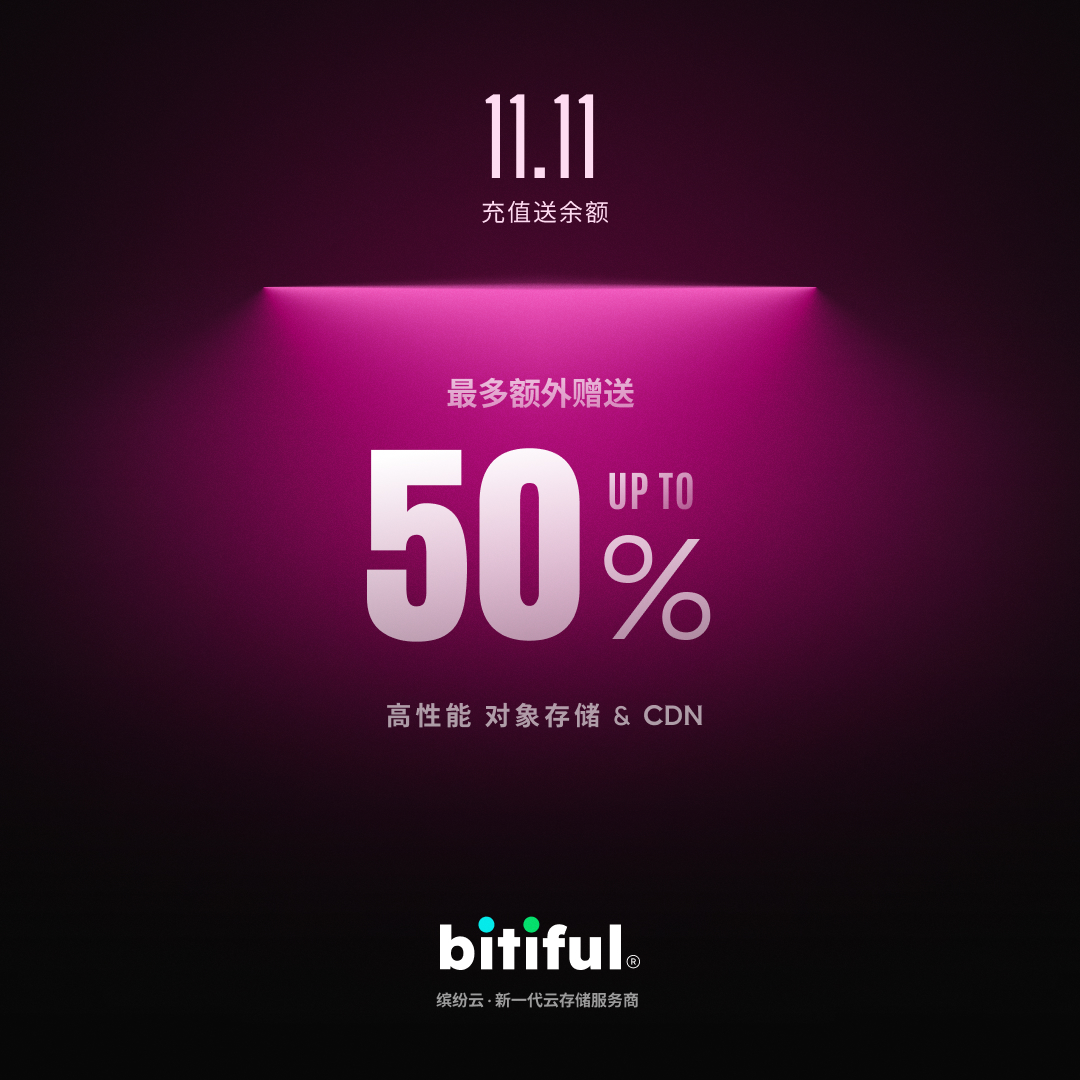 11.11
充值送余额
最多额外赠送
50% UP TO
高性能 对象存储 & CDN
bitiful®
缤纷云·新一代云存储服务商